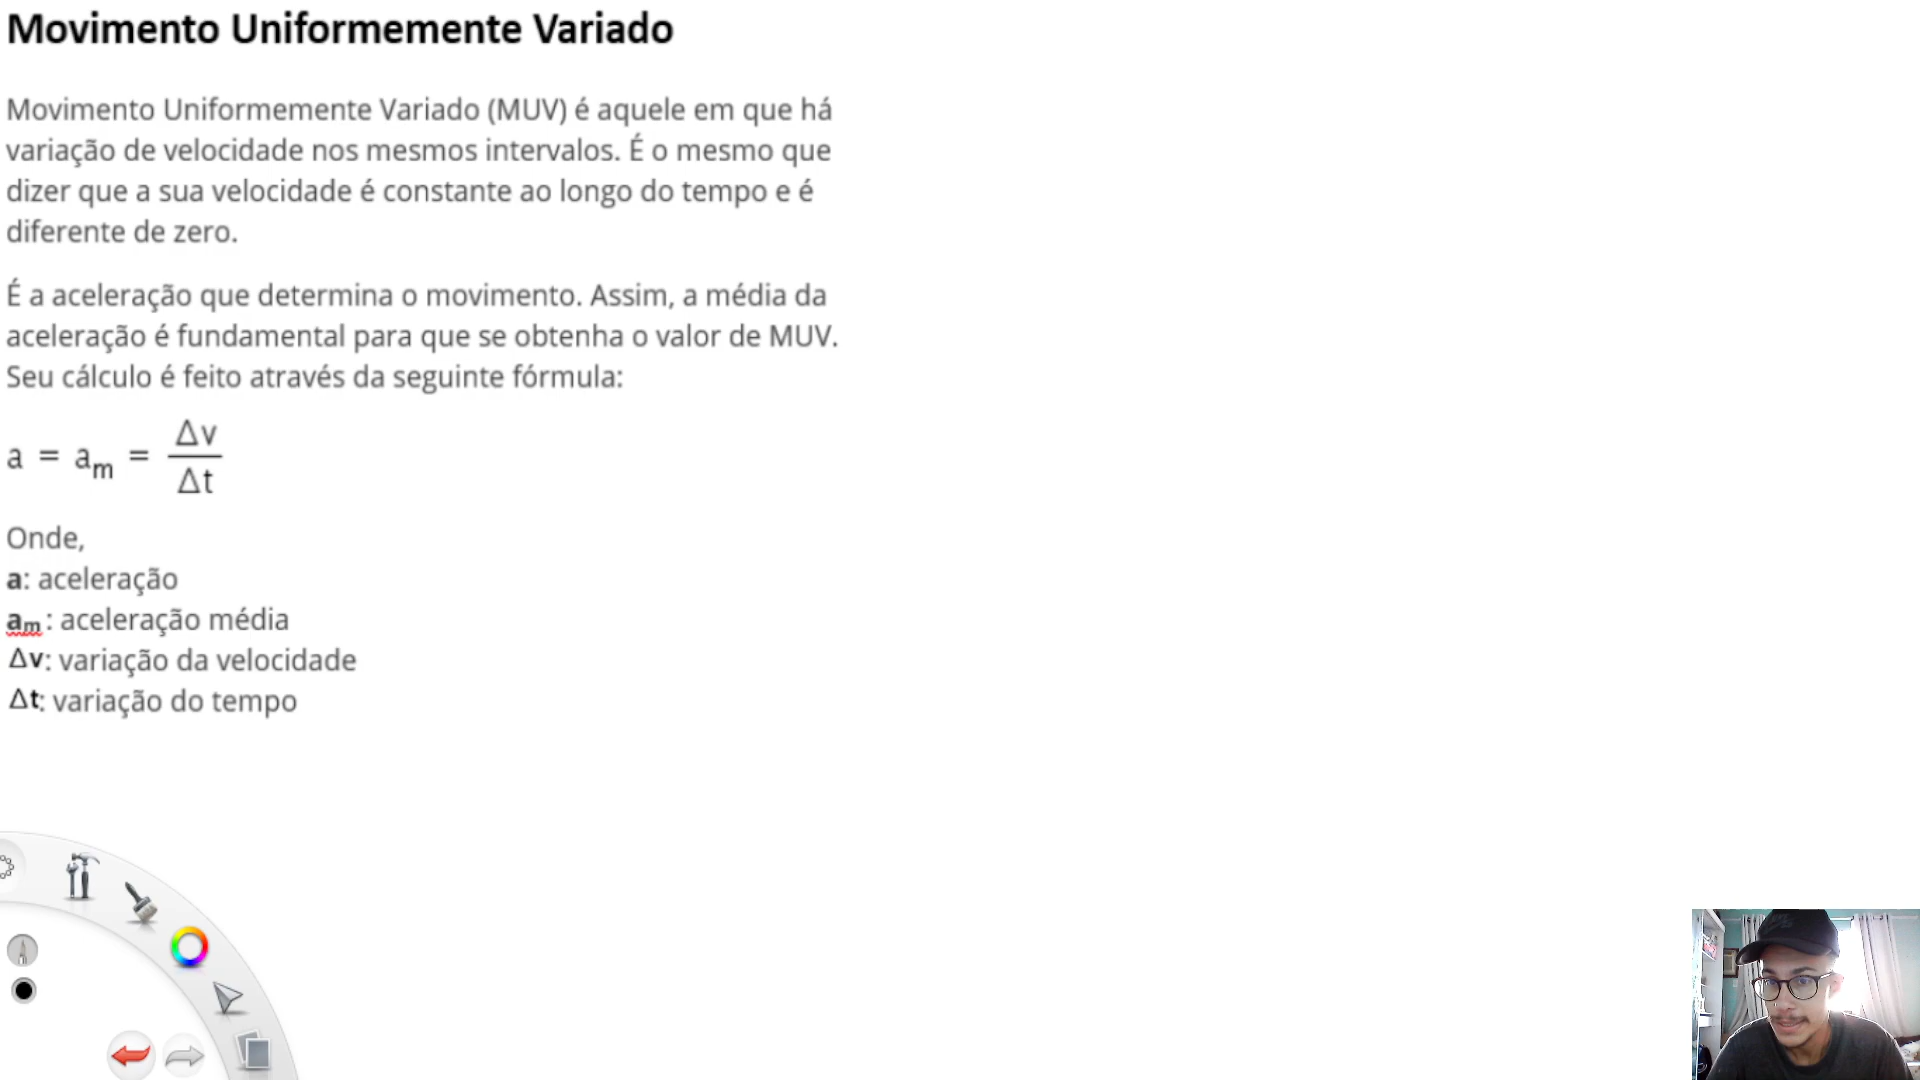 Movimento Uniformemente Variado
Movimento Uniformemente Variado (MUV) é aquele em que há
variação de velocidade nos mesmos intervalos. É o mesmo que
dizer que a sua velocidade é constante ao longo do tempo e é
diferente de zero.
É a aceleração que determina o movimento. Assim, a média da
aceleração é fundamental para que se obtenha o valor de MUV.
Seu cálculo é feito através da seguinte fórmula:
a = aₘ = Δv/Δt
Onde,
a: aceleração
aₘ : aceleração média
Δv: variação da velocidade
Δt: variação do tempo